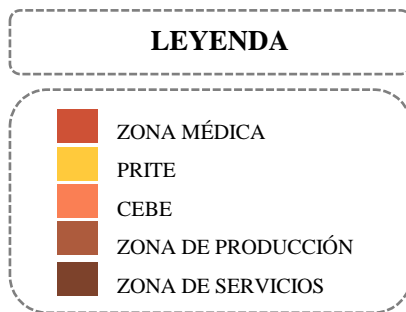 LEYENDA
ZONA MÉDICA
PRITE
CEBE
ZONA DE PRODUCCIÓN
ZONA DE SERVICIOS